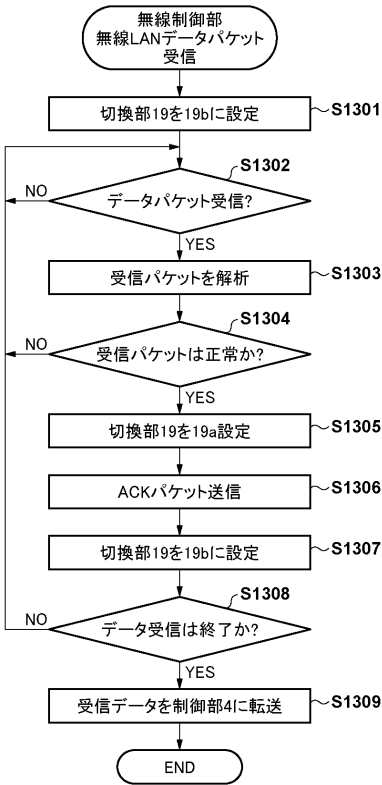 無線制御部
無線LANデータパケット
受信
切換部19を19bに設定
S1301
S1302
データパケット受信?
NO
YES
受信パケットを解析
S1303
S1304
受信パケットは正常か?
NO
YES
切換部19を19a設定
S1305
ACKパケット送信
S1306
切換部19を19bに設定
S1307
S1308
データ受信は終了か?
NO
YES
受信データを制御部4に転送
S1309
END